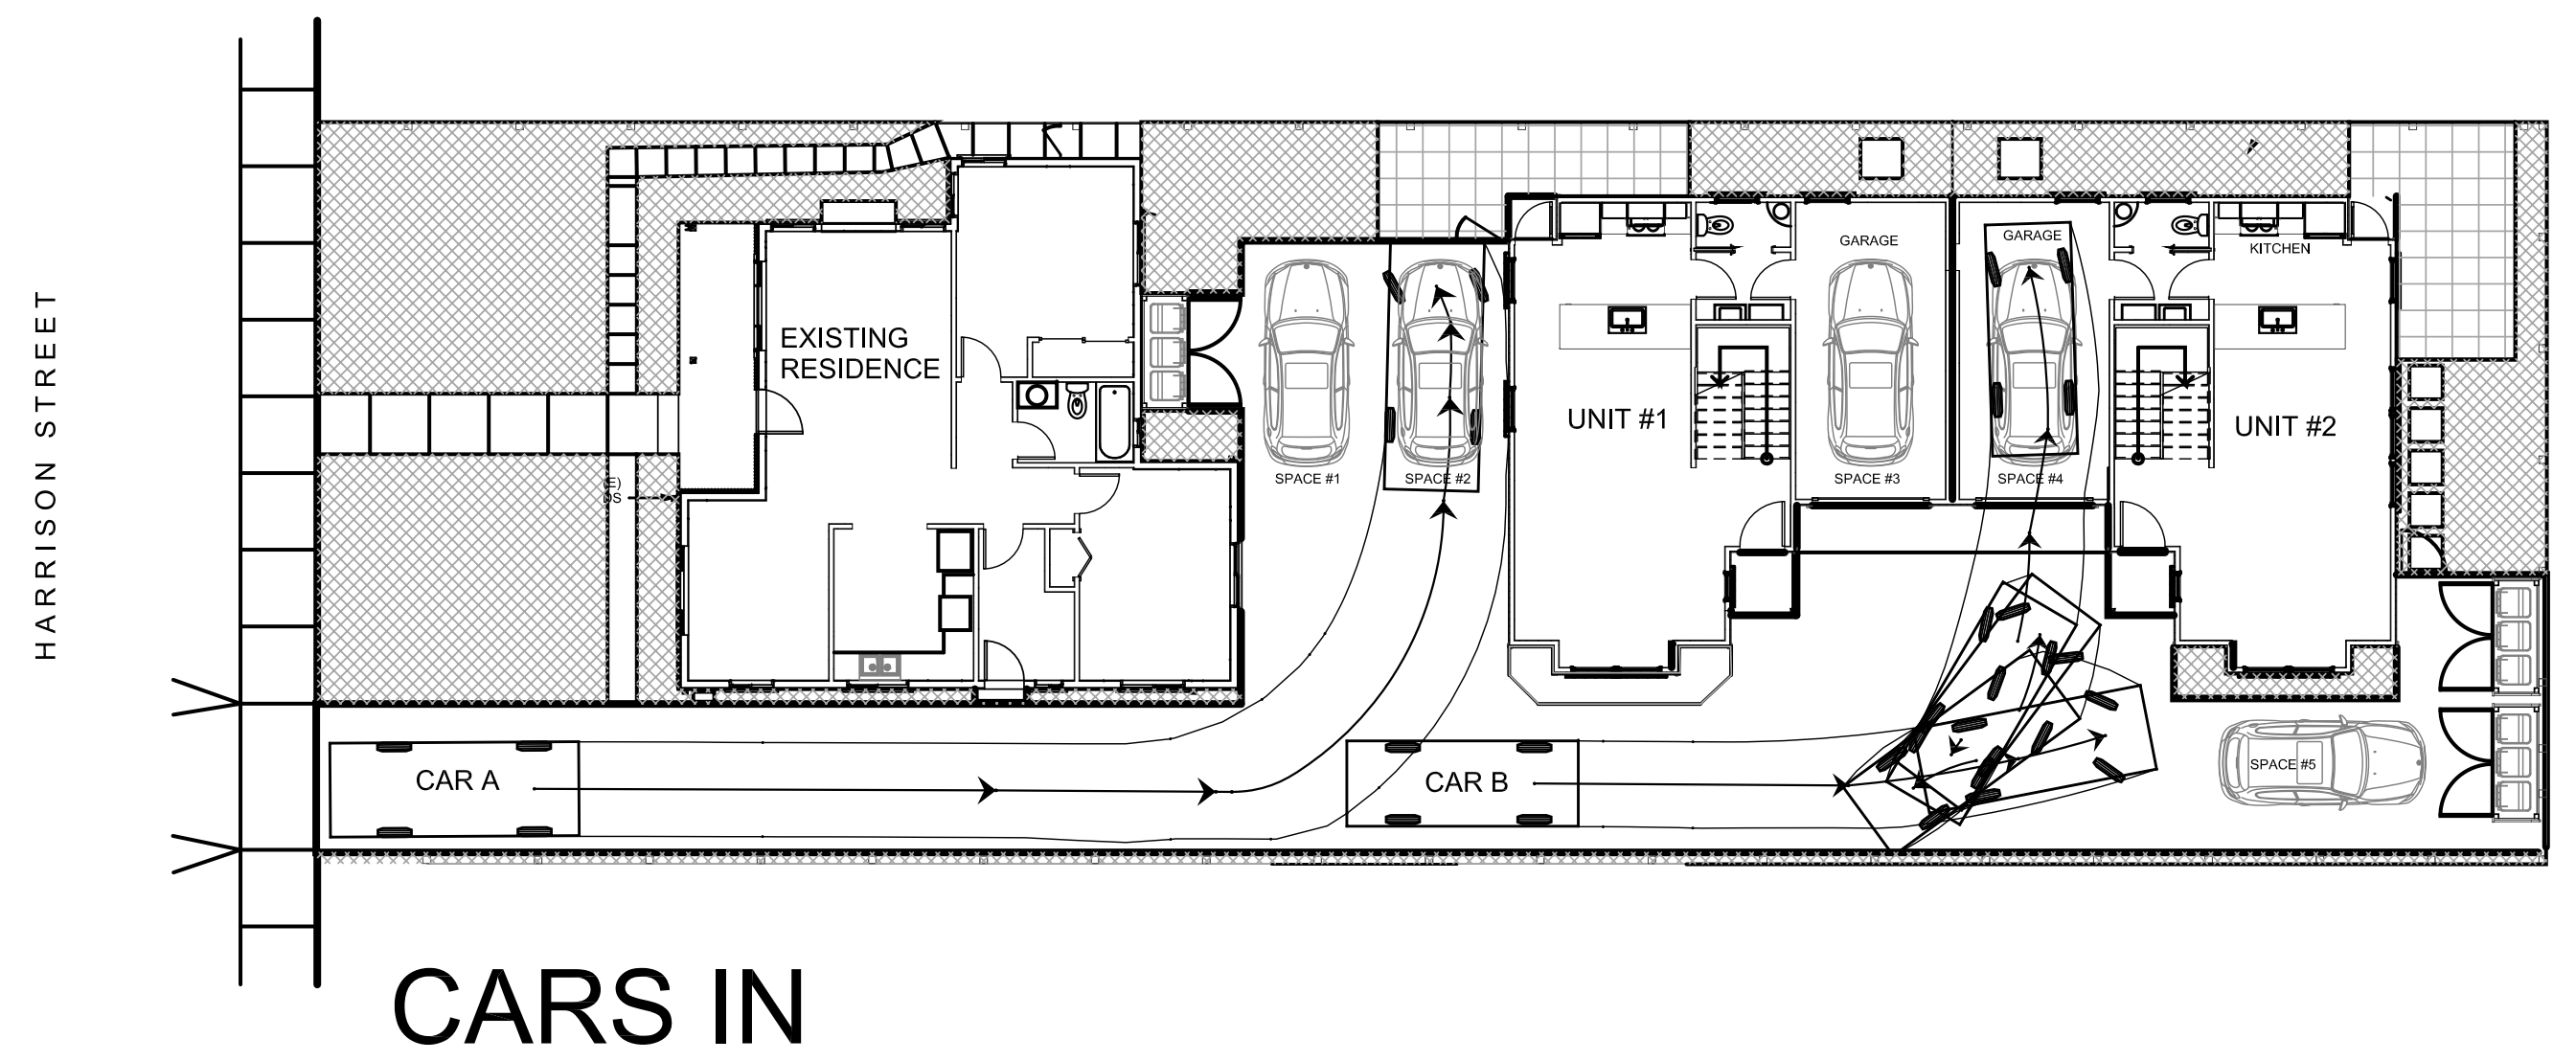 HARRISON STREET
EXISTING
RESIDENCE
(E)
DS
CAR A
SPACE #1
SPACE #2
UNIT #1
GARAGE
SPACE #3
GARAGE
SPACE #4
KITCHEN
UNIT #2
CAR B
SPACE #5
CARS IN